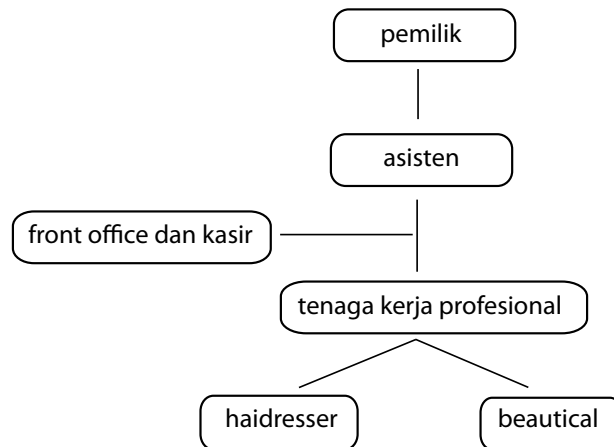 pemilik
asisten
front office dan kasir
tenaga kerja profesional
haidresser
beautical